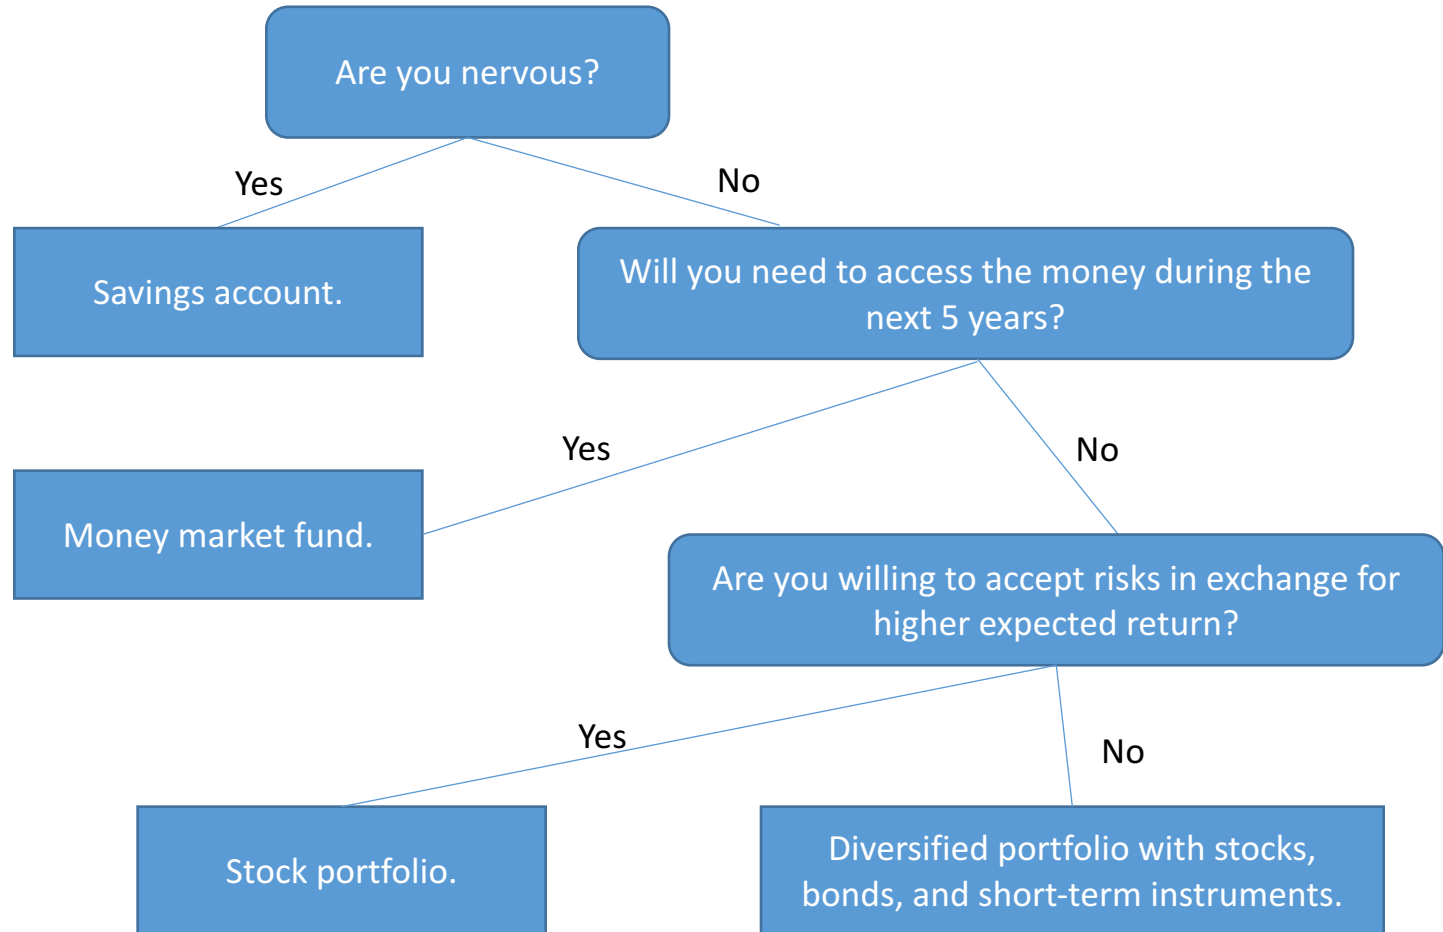 Are you nervous?
Yes
No
Savings account.
Will you need to access the money during the
next 5 years?
Yes
No
Money market fund.
Are you willing to accept risks in exchange for
higher expected return?
Yes
No
Stock portfolio.
Diversified portfolio with stocks,
bonds, and short-term instruments.